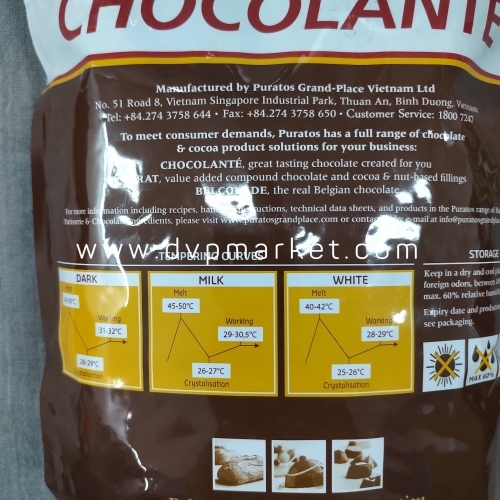 CHOCOLANTÉ
Manufactured by Puratos Grand-Place Vietnam Ltd
No. 51 Road 8, Vietnam Singapore Industrial Park, Thuan An, Binh Duong, Vietnam
Tel: +84.274 3758 644 • Fax: +84.274 3758 650 • Customer Service: 1800 7247
To meet consumer demands, Puratos has a full range of chocolate
& cocoa product solutions for your business:
CHOCOLANTÉ, great tasting chocolate created for you
RAT, value added compound chocolate and cocoa & nut-based fillings
BELCOLADE, the real Belgian chocolate
For more information including recipes, instructions, technical data sheets, and products in the Puratos range of
Patisserie & Chocolate ingredients, please visit www.puratosgrandplace.com or contact by e-mail at info@puratosgrand
www.dvpmarket.com
TEMPERING CURVES
STORAGE
DARK
MILK
WHITE
Melt
Melt
45-50°C
40-42°C
Working
31-32°C
Working
29-30,5°C
Working
28-29°C
28-29°C
Crystalisation
26-27°C
Crystalisation
25-26°C
Crystalisation
Keep in a dry and cool
foreign odors, between
max. 60% relative
Expiry date and
see packaging.
MAX 60%